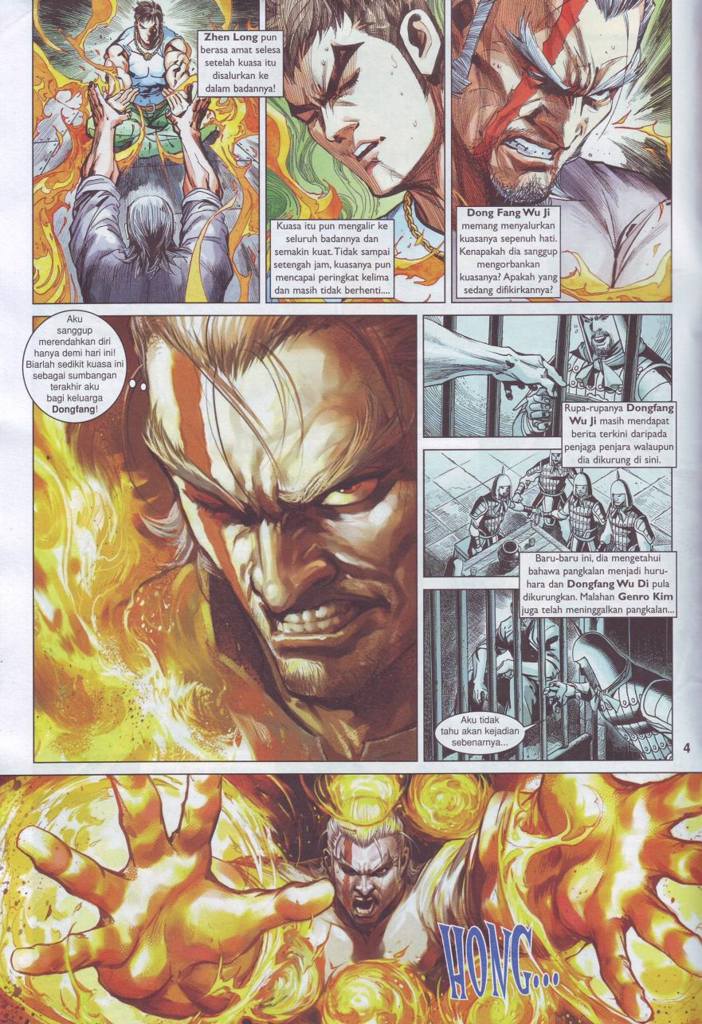 Zhen Long pun
berasa amat selesa
setelah kuasa itu
disalurkan ke
dalam badannya!
Kuasa itu pun mengalir ke
seluruh badannya dan
semakin kuat. Tidak sampai
setengah jam, kuasanya pun
mencapai peringkat kelima
dan masih tidak berhenti....
Dong Fang Wu Ji
memang menyalurkan
kuasanya sepenuh hati.
Kenapakah dia sanggup
mengorbankan
kuasanya? Apakah yang
sedang difikirkannya?
Aku
sanggup
merendahkan diri
hanya demi hari ini!
Biarlah sedikit kuasa ini
sebagai sumbangan
terakhir aku
bagi keluarga
Dongfang!
Rupa-rupanya Dongfang
Wu Ji masih mendapat
berita terkini daripada
penjaga penjara walaupun
dia dikurung di sini.
Baru-baru ini, dia mengetahui
bahawa pangkalan menjadi huru-
hara dan Dongfang Wu Di pula
dikurungkan. Malahan Genro Kim
juga telah meninggalkan pangkalan...
Aku tidak
tahu akan kejadian
sebenarnya...
4
HONG...